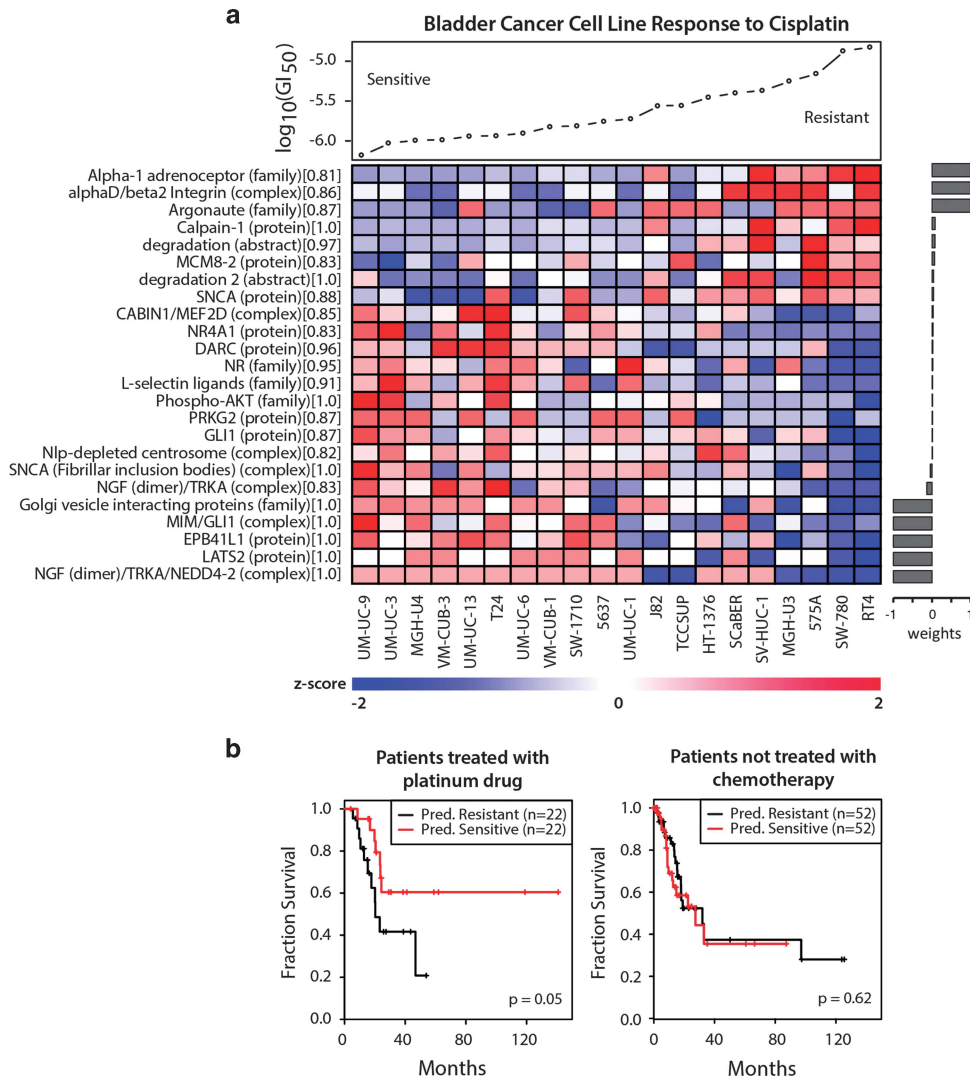 a
Bladder Cancer Cell Line Response to Cisplatin
log10(GI50)
-5.0
-5.5
-6.0
Sensitive
Resistant
Alpha-1 adrenoceptor (family)[0.81]
alphaD/beta2 Integrin (complex)[0.86]
Argonaute (family)[0.87]
Calpain-1 (protein)[1.0]
degradation (abstract)[0.97]
MCM8-2 (protein)[0.83]
degradation 2 (abstract)[1.0]
SNCA (protein)[0.88]
CABIN1/MEF2D (complex)[0.85]
NR4A1 (protein)[0.83]
DARC (protein)[0.96]
NR (family)[0.95]
L-selectin ligands (family)[0.91]
Phospho-AKT (family)[1.0]
PRKG2 (protein)[0.87]
GLI1 (protein)[0.87]
Nlp-depleted centrosome (complex)[0.82]
SNCA (Fibrillar inclusion bodies) (complex)[1.0]
NGF (dimer)/TRKA (complex)[0.83]
Golgi vesicle interacting proteins (family)[1.0]
MIM/GLI1 (complex)[1.0]
EPB41L1 (protein)[1.0]
LATS2 (protein)[1.0]
NGF (dimer)/TRKA/NEDD4-2 (complex)[1.0]
UM-UC-9
UM-UC-3
MGH-U4
VM-CUB-3
UM-UC-13
T24
UM-UC-6
VM-CUB-1
SW-1710
5637
UM-UC-1
J82
TCCSUP
HT-1376
SCaBER
SV-HUC-1
MGH-U3
575A
SW-780
RT4
-1 0 1
weights
z-score
-2 0 2
b
Patients treated with
platinum drug
Fraction Survival
1.0
0.8
0.6
0.4
0.2
0.0
Pred. Resistant (n=22)
Pred. Sensitive (n=22)
p = 0.05
0 40 80 120
Months
Patients not treated with
chemotherapy
Fraction Survival
1.0
0.8
0.6
0.4
0.2
0.0
Pred. Resistant (n=52)
Pred. Sensitive (n=52)
p = 0.62
0 40 80 120
Months